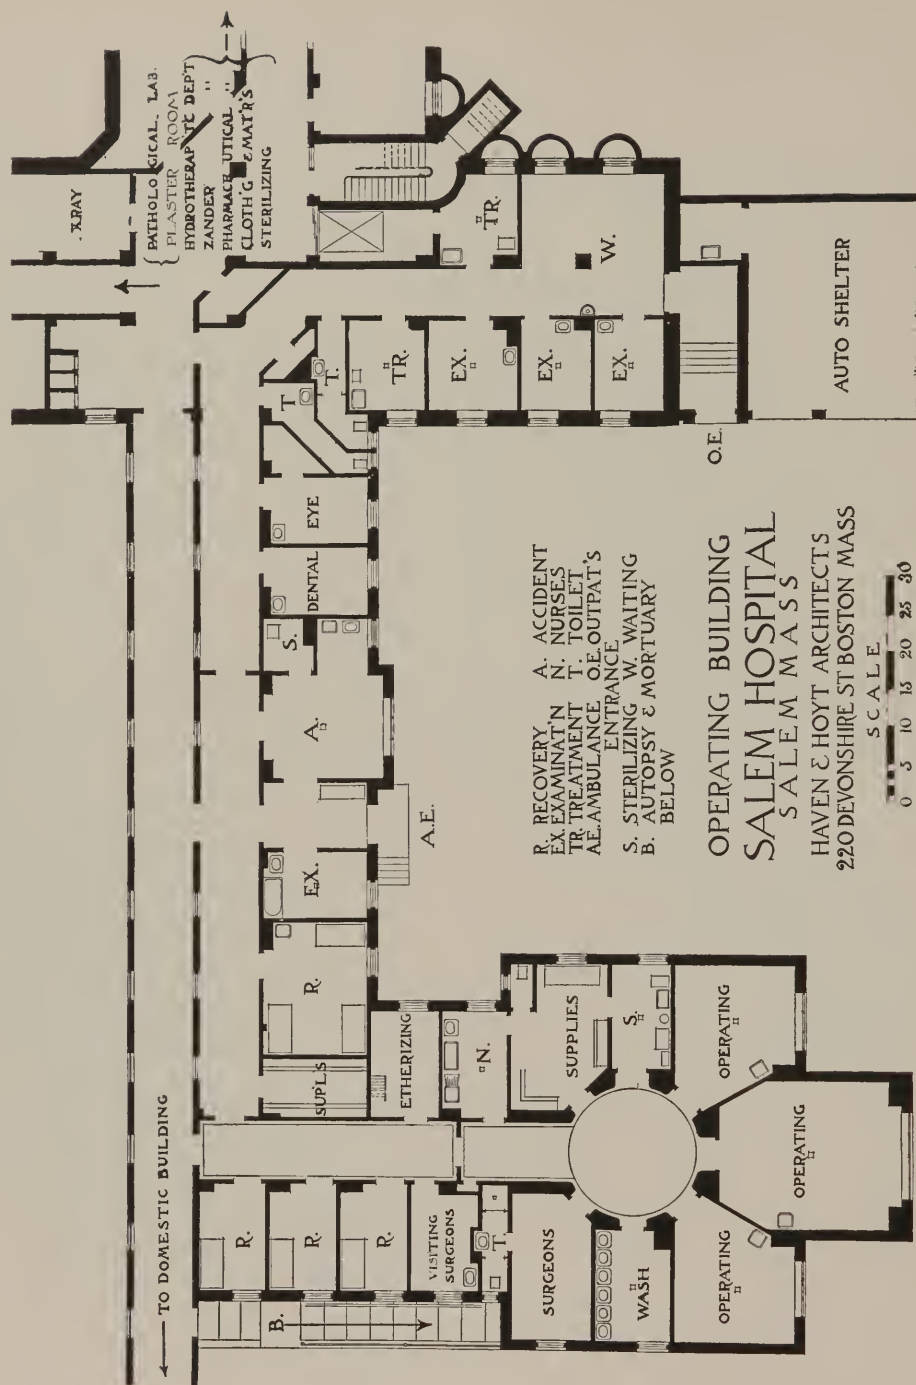 X.RAY
PATHOLOGICAL. LAB.
PLASTER ROOM
HYDROTHERAPTC DEP'T
ZANDER "
PHARMACEUTICAL "
CLOTH'G & MAT'R'S
STERILIZING
TR.
W.
AUTO SHELTER
T.
T.
TR.
EX.
EX.
EX.
O.E.
EYE
DENTAL
S.
A.
A.E.
EX.
R.
SUPL'S
ETHERIZING
N.
SUPPLIES
S.
OPERATING
OPERATING
OPERATING
TO DOMESTIC BUILDING
R.
R.
R.
VISITING
SURGEONS
T.
SURGEONS
WASH
B.
R. RECOVERY A. ACCIDENT
EX. EXAMINAT'N N. NURSES
TR. TREATMENT T. TOILET
AE. AMBULANCE O.E. OUTPAT'S
ENTRANCE
S. STERILIZING W. WAITING
B. AUTOPSY & MORTUARY
BELOW
OPERATING BUILDING
SALEM HOSPITAL
SALEM MASS
HAVEN & HOYT ARCHITECTS
220 DEVONSHIRE ST BOSTON MASS
SCALE
0 5 10 15 20 25 30